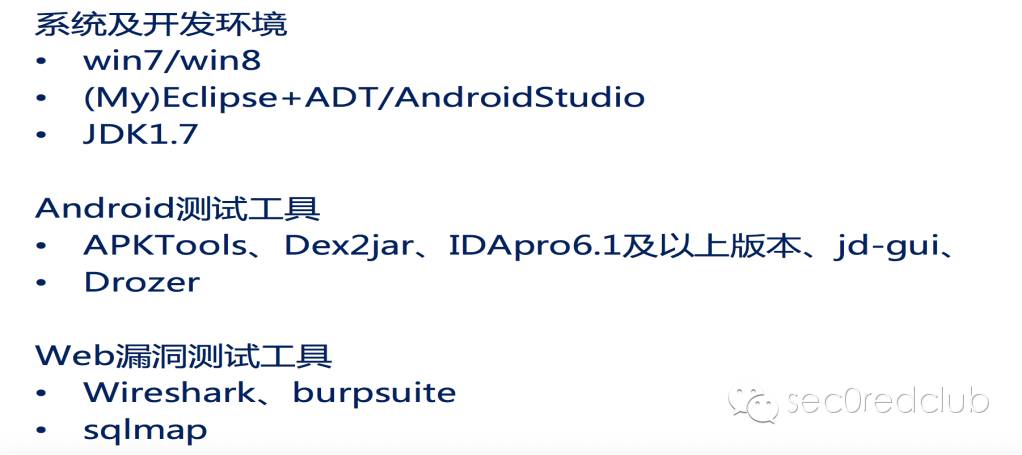 系统及开发环境
• win7/win8
• (My)Eclipse+ADT/AndroidStudio
• JDK1.7
Android测试工具
• APKTools、Dex2jar、IDApro6.1及以上版本、jd-gui、
• Drozer
Web漏洞测试工具
• Wireshark、burpsuite
• sqlmap
sec0redclub